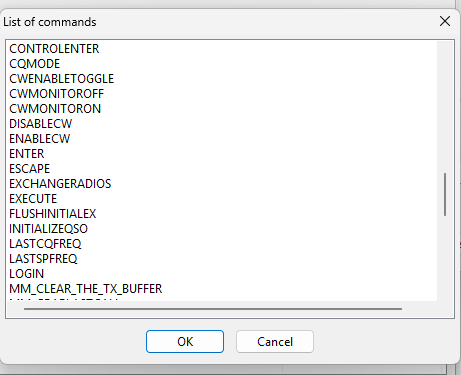 List of commands
CONTROLENTER
CQMODE
CWENABLETOGGLE
CWMONITOROFF
CWMONITORON
DISABLECW
ENABLECW
ENTER
ESCAPE
EXCHANGERADIOS
EXECUTE
FLUSHINITIALEX
INITIALIZEQSO
LASTCQFREQ
LASTSPFREQ
LOGIN
MM_CLEAR_THE_TX_BUFFER
OK
Cancel